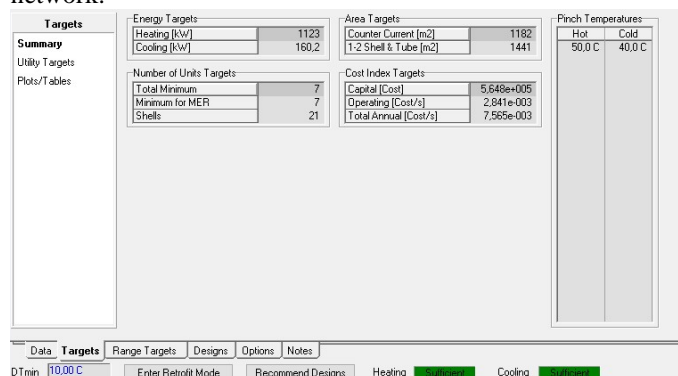 network.
Targets
Summary
Utility Targets
Plots/Tables
Energy Targets
Heating [kW] 1123
Cooling [kW] 160,2
Area Targets
Counter Current [m2] 1182
1-2 Shell & Tube [m2] 1441
Pinch Temperatures
Hot Cold
50,0 C 40,0 C
Number of Units Targets
Total Minimum 7
Minimum for MER 7
Shells 21
Cost Index Targets
Capital [Cost] 5,648e+005
Operating [Cost/s] 2,841e-003
Total Annual [Cost/s] 7,565e-003
Data Targets Range Targets Designs Options Notes
DTmin 10,00 C Enter Retrofit Mode Recommend Designs Heating Sufficient Cooling Sufficient